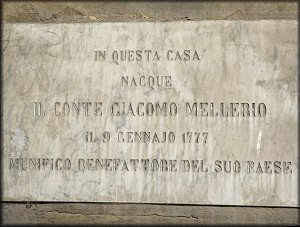 IN QUESTA CASA
NACQUE
IL CONTE GIACOMO MELLERIO
IL 9 GENNAJO 1777
MUNIFICO BENEFATTORE DEL SUO PAESE